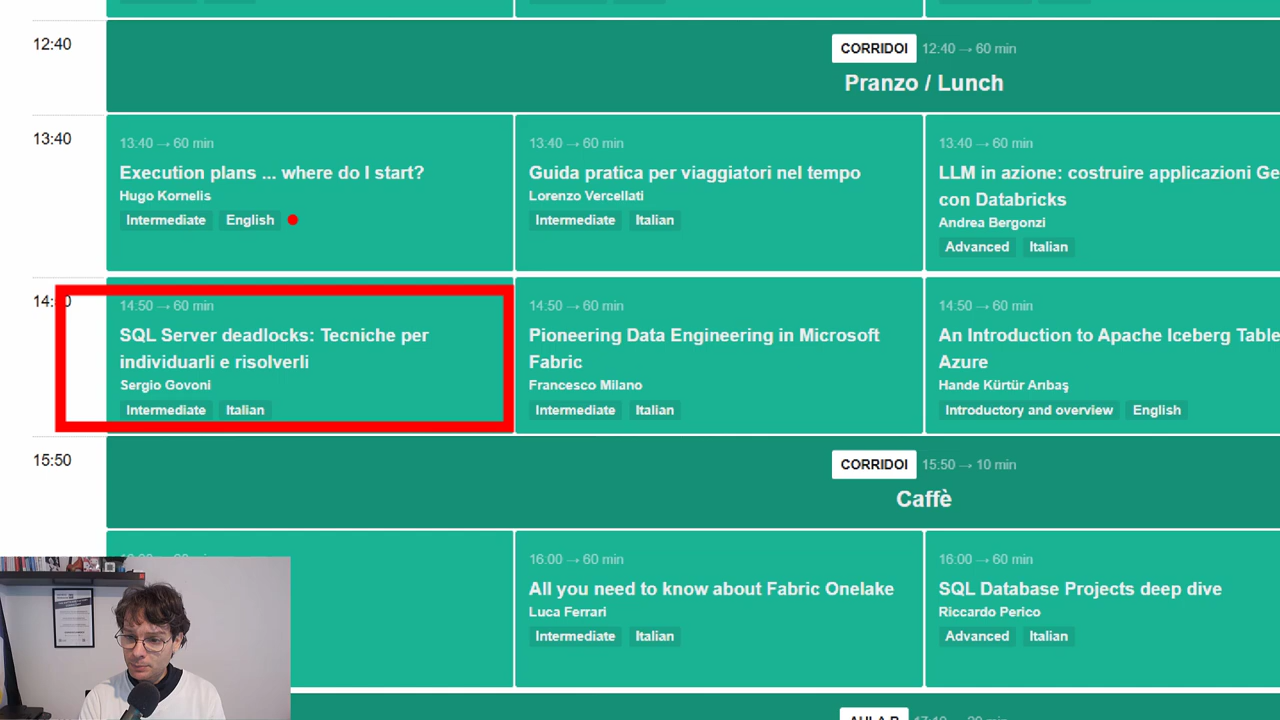 12:40
CORRIDOI 12:40 → 60 min
Pranzo / Lunch
13:40
13:40 → 60 min
Execution plans ... where do I start?
Hugo Kornelis
Intermediate English
13:40 → 60 min
Guida pratica per viaggiatori nel tempo
Lorenzo Vercellati
Intermediate Italian
13:40 → 60 min
LLM in azione: costruire applicazioni Ge
con Databricks
Andrea Bergonzi
Advanced Italian
14:50 → 60 min
SQL Server deadlocks: Tecniche per
individuarli e risolverli
Sergio Govoni
Intermediate Italian
14:50 → 60 min
Pioneering Data Engineering in Microsoft
Fabric
Francesco Milano
Intermediate Italian
14:50 → 60 min
An Introduction to Apache Iceberg Table
Azure
Hande Kürtür Arıbaş
Introductory and overview English
15:50
CORRIDOI 15:50 → 10 min
Caffè
16:00 → 60 min
All you need to know about Fabric Onelake
Luca Ferrari
Intermediate Italian
16:00 → 60 min
SQL Database Projects deep dive
Riccardo Perico
Advanced Italian